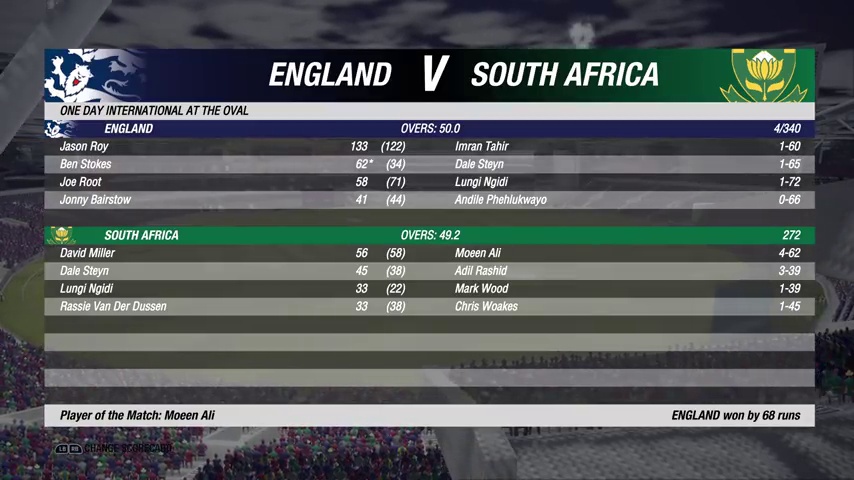 ENGLAND V SOUTH AFRICA
ONE DAY INTERNATIONAL AT THE OVAL
ENGLAND OVERS: 50.0 4/340
Jason Roy 133 (122) Imran Tahir 1-60
Ben Stokes 62* (34) Dale Steyn 1-65
Joe Root 58 (71) Lungi Ngidi 1-72
Jonny Bairstow 41 (44) Andile Phehlukwayo 0-66
SOUTH AFRICA OVERS: 49.2 272
David Miller 56 (58) Moeen Ali 4-62
Dale Steyn 45 (38) Adil Rashid 3-39
Lungi Ngidi 33 (22) Mark Wood 1-39
Rassie Van Der Dussen 33 (38) Chris Woakes 1-45
Player of the Match: Moeen Ali ENGLAND won by 68 runs
LB RB CHANGE SCORECARD